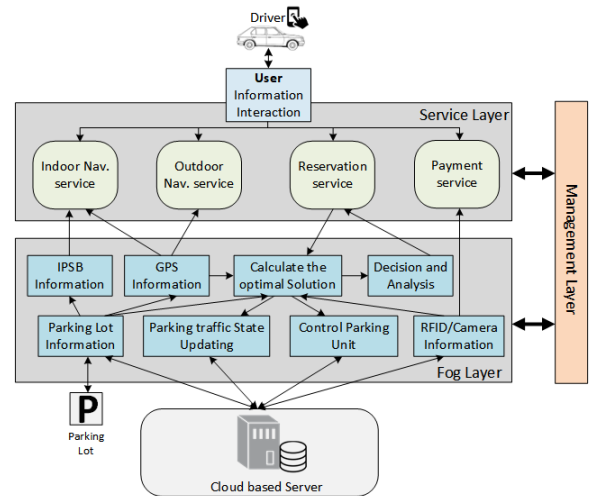 Driver
User
Information
Interaction
Service Layer
Indoor Nav.
service
Outdoor
Nav. service
Reservation
service
Payment
service
Management Layer
IPSB
Information
GPS
Information
Calculate the
optimal Solution
Decision and
Analysis
Parking Lot
Information
Parking traffic State
Updating
Control Parking
Unit
RFID/Camera
Information
Fog Layer
P
Parking
Lot
Cloud based Server